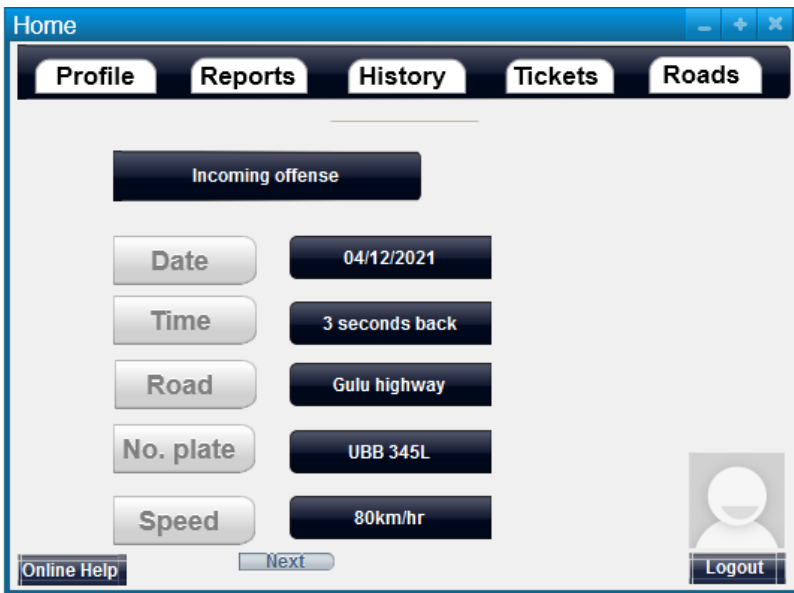 Home
Profile Reports History Tickets Roads
Incoming offense
Date 04/12/2021
Time 3 seconds back
Road Gulu highway
No. plate UBB 345L
Speed 80km/hr
Next
Online Help Logout